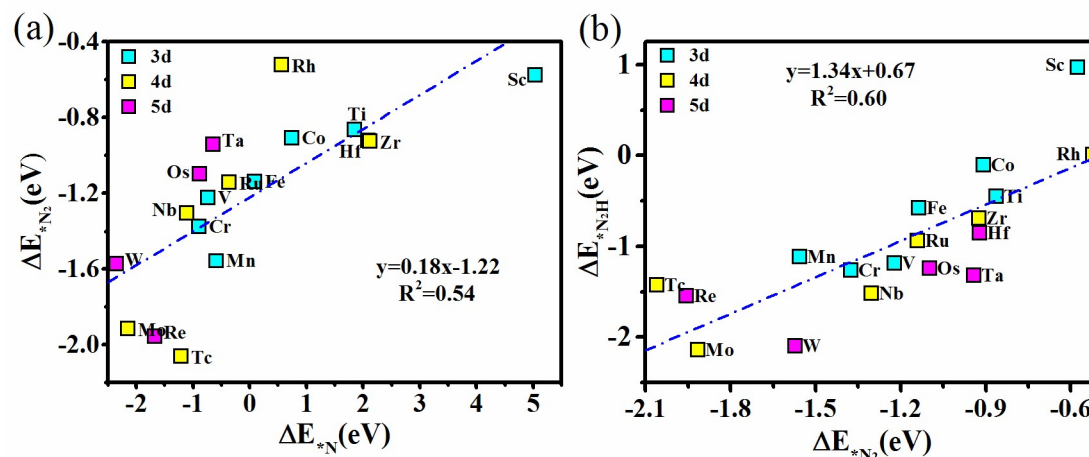 (a)
-0.4
-0.8
-1.2
-1.6
-2.0
ΔE*N₂(eV)
3d
4d
5d
Rh
Sc
Ti
Co
Hf
Zr
Ta
Os
Ru
Fe
V
Nb
Cr
Mn
W
Mo
Re
Tc
y=0.18x-1.22
R²=0.54
-2 -1 0 1 2 3 4 5
ΔE*N(eV)
(b)
1
0
-1
-2
ΔE*N₂H(eV)
3d
4d
5d
y=1.34x+0.67
R²=0.60
Sc
Rh
Co
Ti
Fe
Zr
Hf
Ru
Mn
Cr
V
Os
Ta
Tc
Re
Nb
Mo
W
-2.1 -1.8 -1.5 -1.2 -0.9 -0.6
ΔE*N₂(eV)